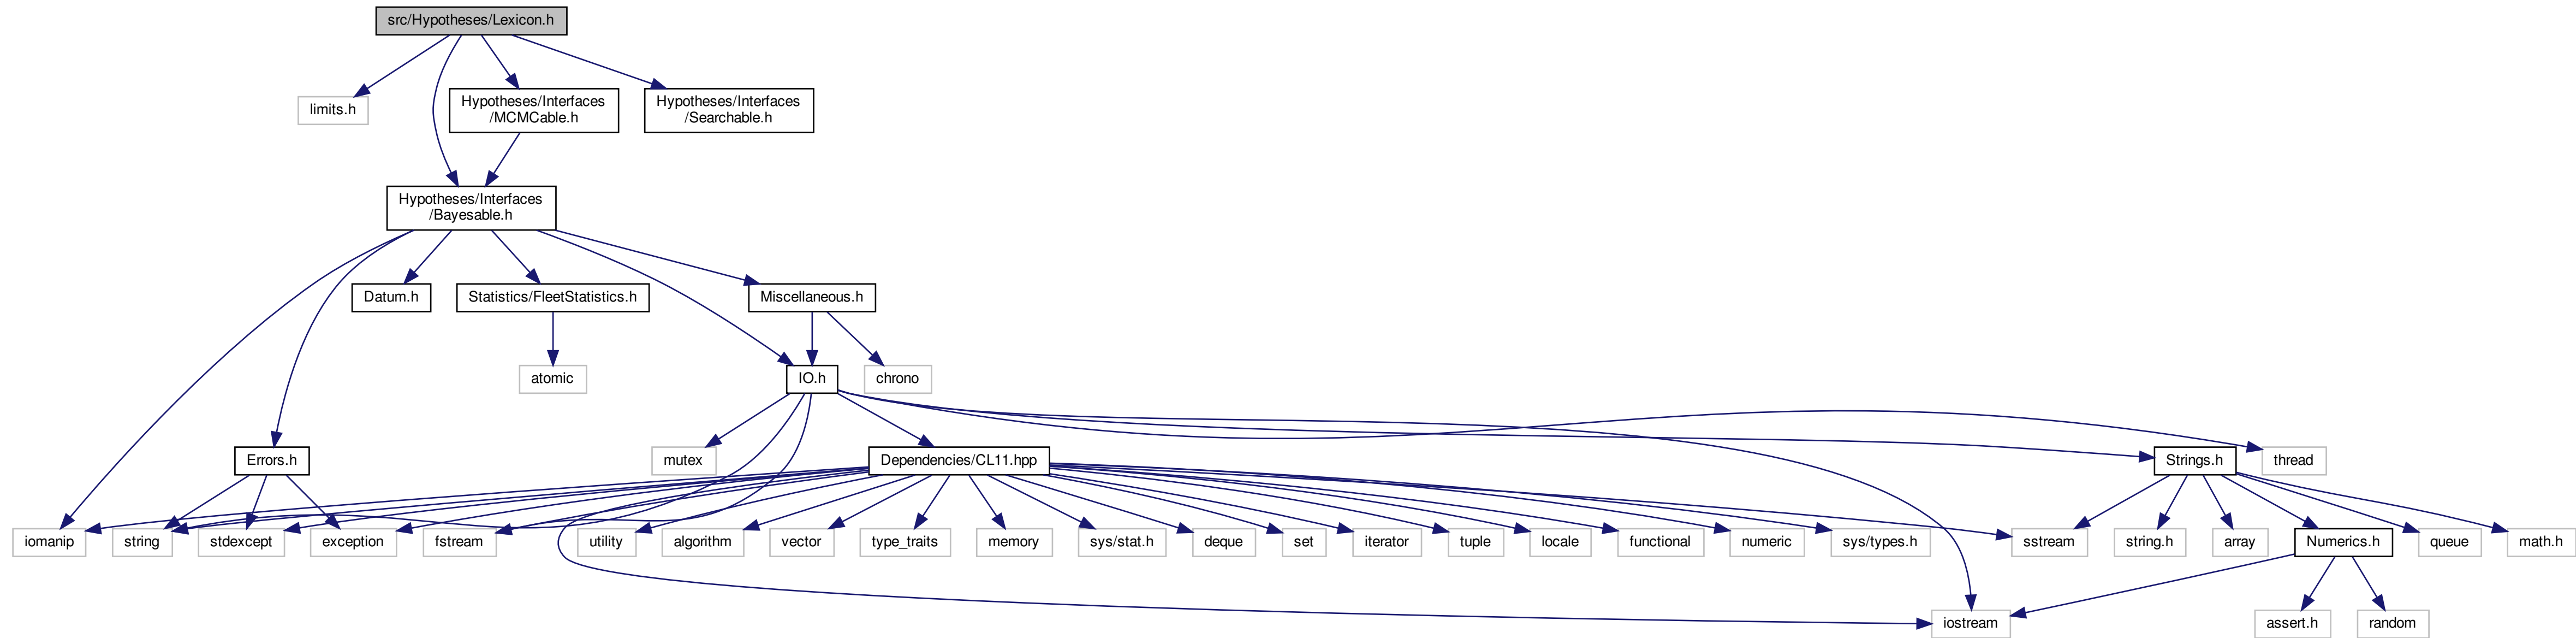 src/Hypotheses/Lexicon.h
limits.h
Hypotheses/Interfaces
/MCMCable.h
Hypotheses/Interfaces
/Searchable.h
Hypotheses/Interfaces
/Bayesable.h
Datum.h
Statistics/FleetStatistics.h
Miscellaneous.h
atomic
IO.h
chrono
Errors.h
mutex
Dependencies/CL11.hpp
Strings.h
thread
iomanip
string
stdexcept
exception
fstream
utility
algorithm
vector
type_traits
memory
sys/stat.h
deque
set
iterator
tuple
locale
functional
numeric
sys/types.h
sstream
string.h
array
Numerics.h
queue
math.h
iostream
assert.h
random